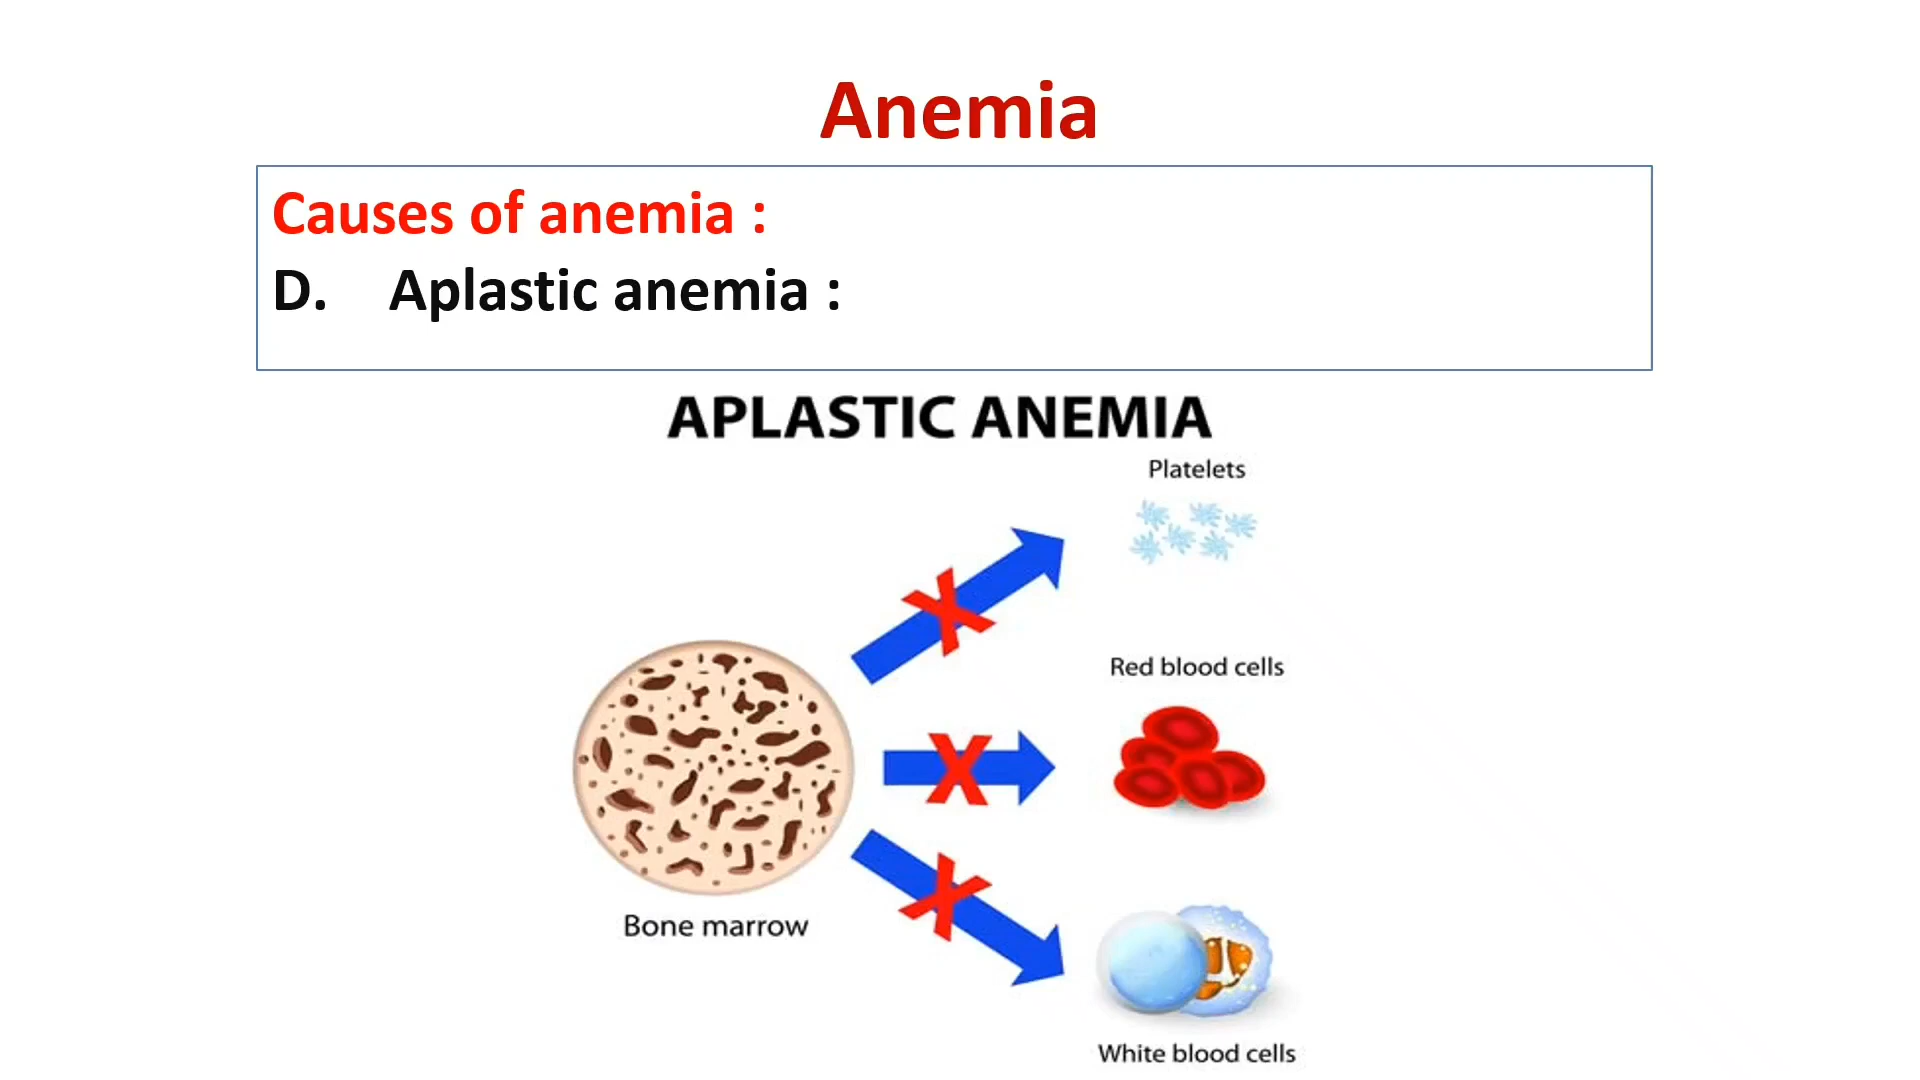 Anemia
Causes of anemia :
D. Aplastic anemia :
APLASTIC ANEMIA
Platelets
Red blood cells
Bone marrow
White blood cells